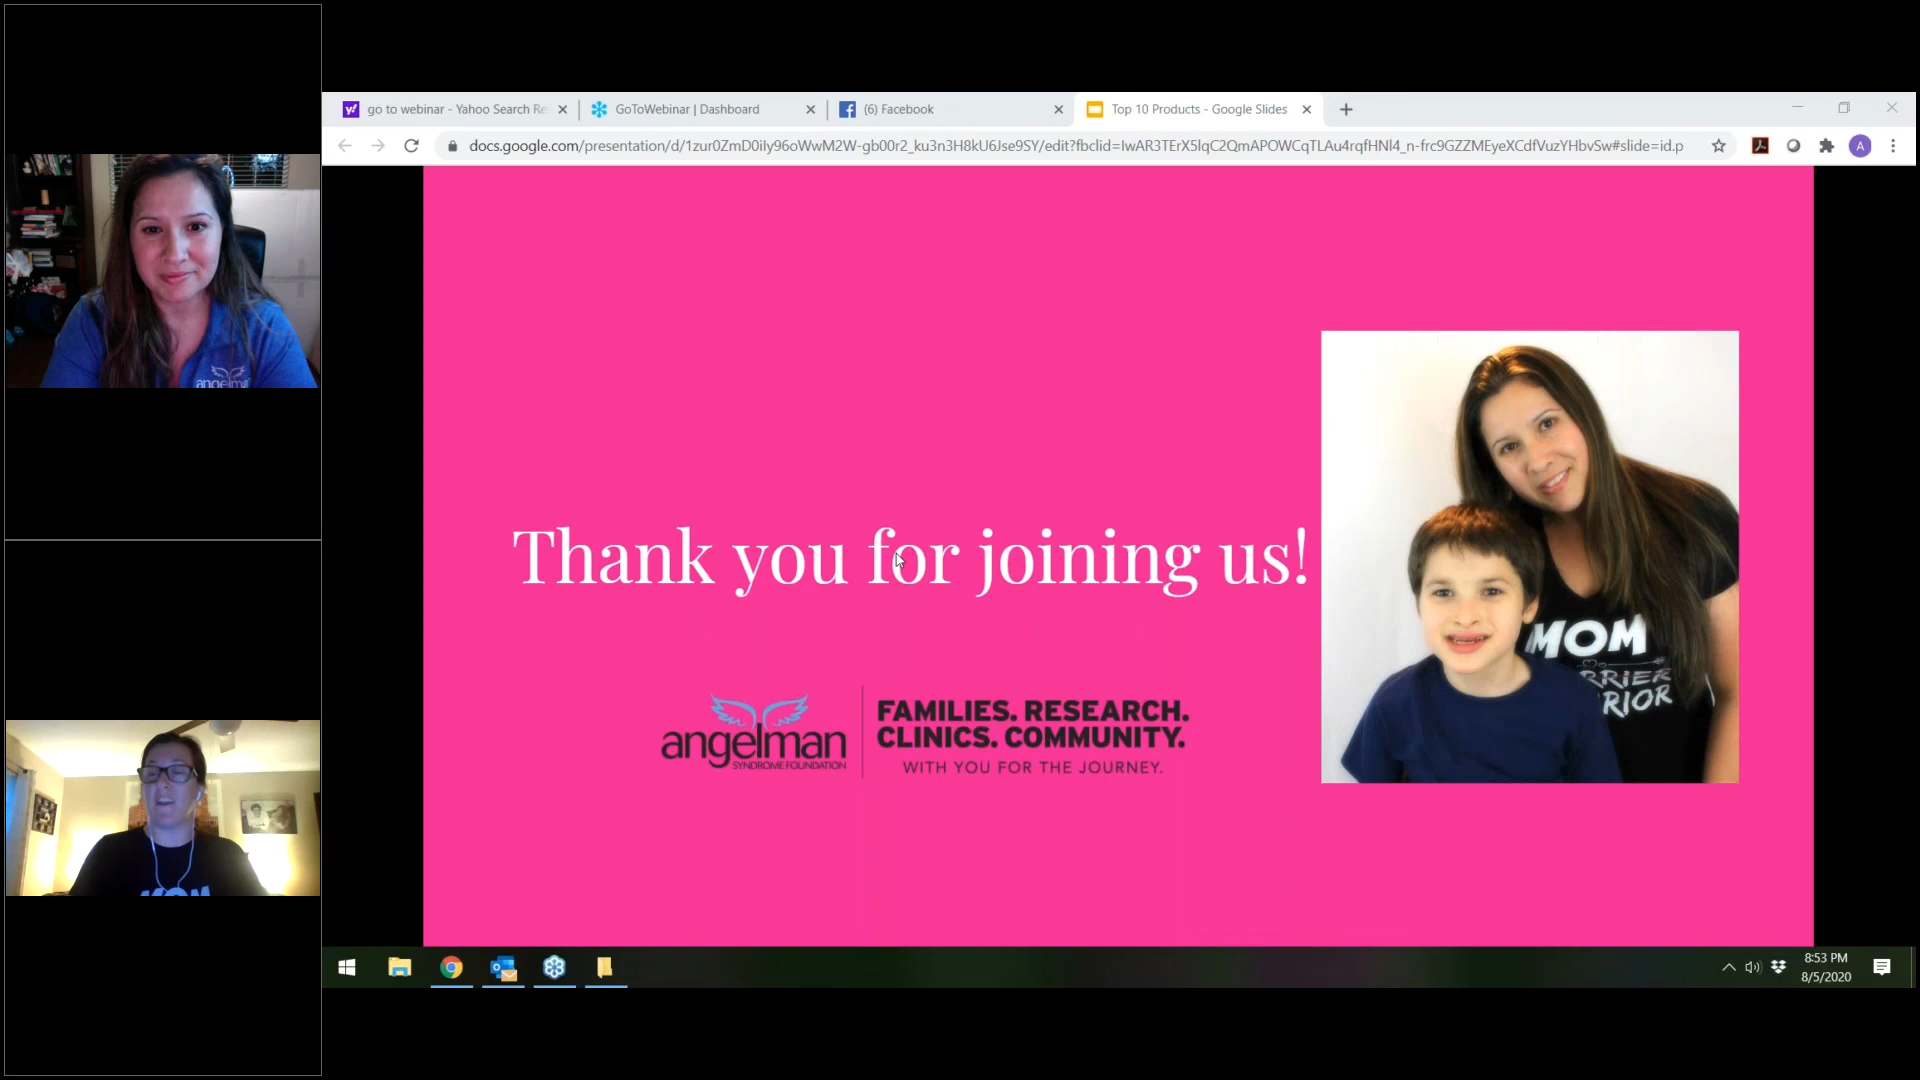 go to webinar - Yahoo Search Re
GoToWebinar | Dashboard
(6) Facebook
Top 10 Products - Google Slides
docs.google.com/presentation/d/1zur0ZmD0ily96oWwM2W-gb00r2_ku3n3H8kU6Jse9SY/edit?fbclid=IwAR3TErX5lqC2QmAPOWCqTLAu4rqfHNl4_n-frc9GZZMEyeXCdfVuzYHbvSw#slide=id.p
A
angelma
Thank you for joining us!
MOM
RRIER
RIOR
angelman
SYNDROME FOUNDATION
FAMILIES. RESEARCH.
CLINICS. COMMUNITY.
WITH YOU FOR THE JOURNEY.
MOM
8:53 PM
8/5/2020